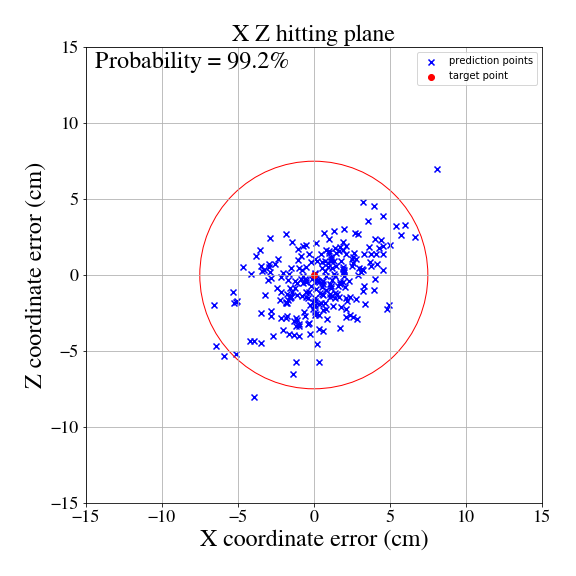 X Z hitting plane
Probability = 99.2%
prediction points
target point
Z coordinate error (cm)
15
10
5
0
−5
−10
−15
−15
−10
−5
0
5
10
15
X coordinate error (cm)